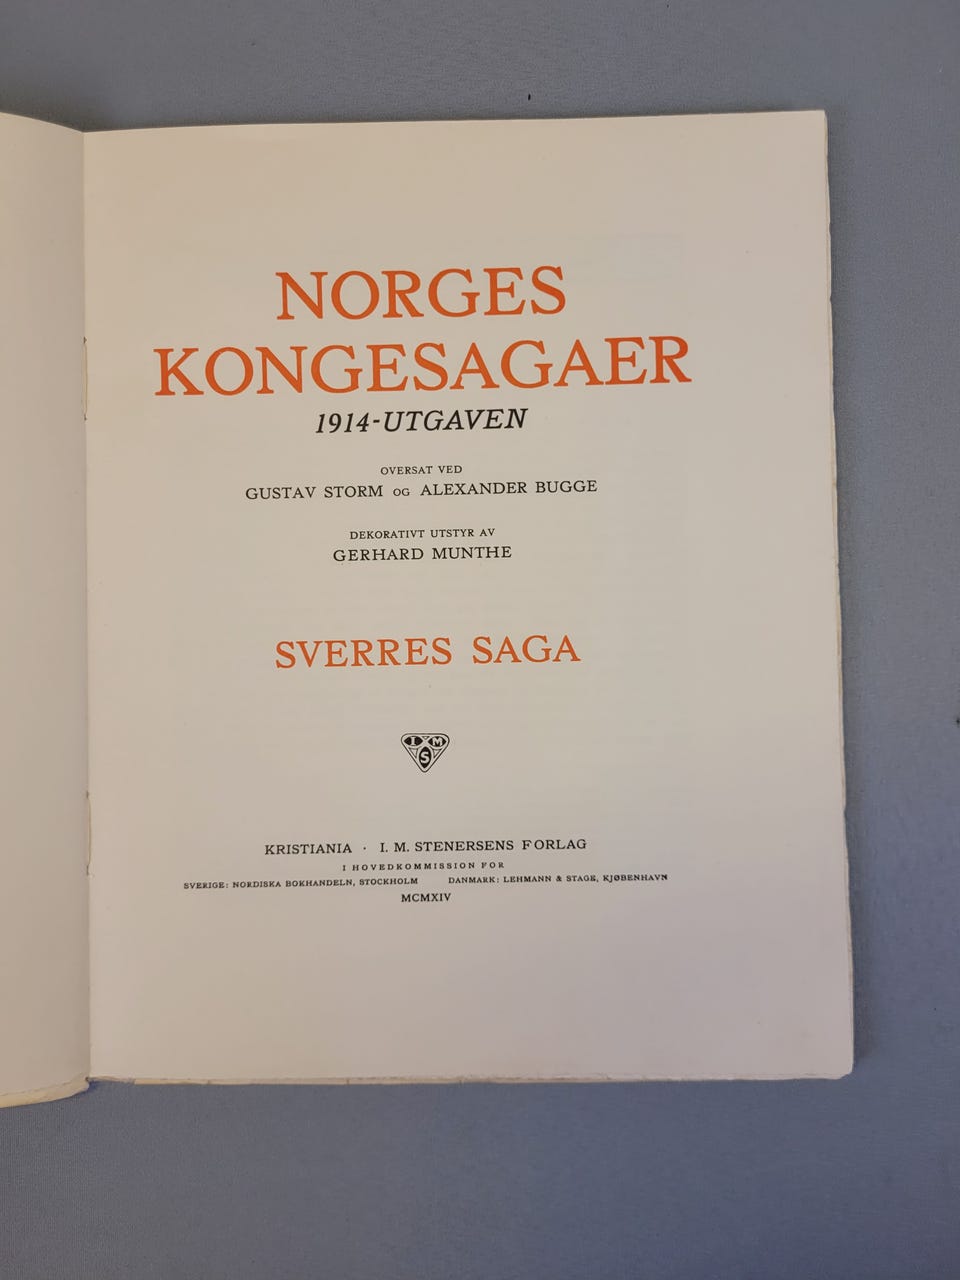 NORGES
KONGESAGAER
1914-UTGAVEN
OVERSAT VED
GUSTAV STORM OG ALEXANDER BUGGE
DEKORATIVT UTSTYR AV
GERHARD MUNTHE
SVERRES SAGA
I M
S
KRISTIANIA · I. M. STENERSENS FORLAG
I HOVEDKOMMISSION FOR
SVERIGE: NORDISKA BOKHANDELN, STOCKHOLM DANMARK: LEHMANN & STAGE, KJØBENHAVN
MCMXIV